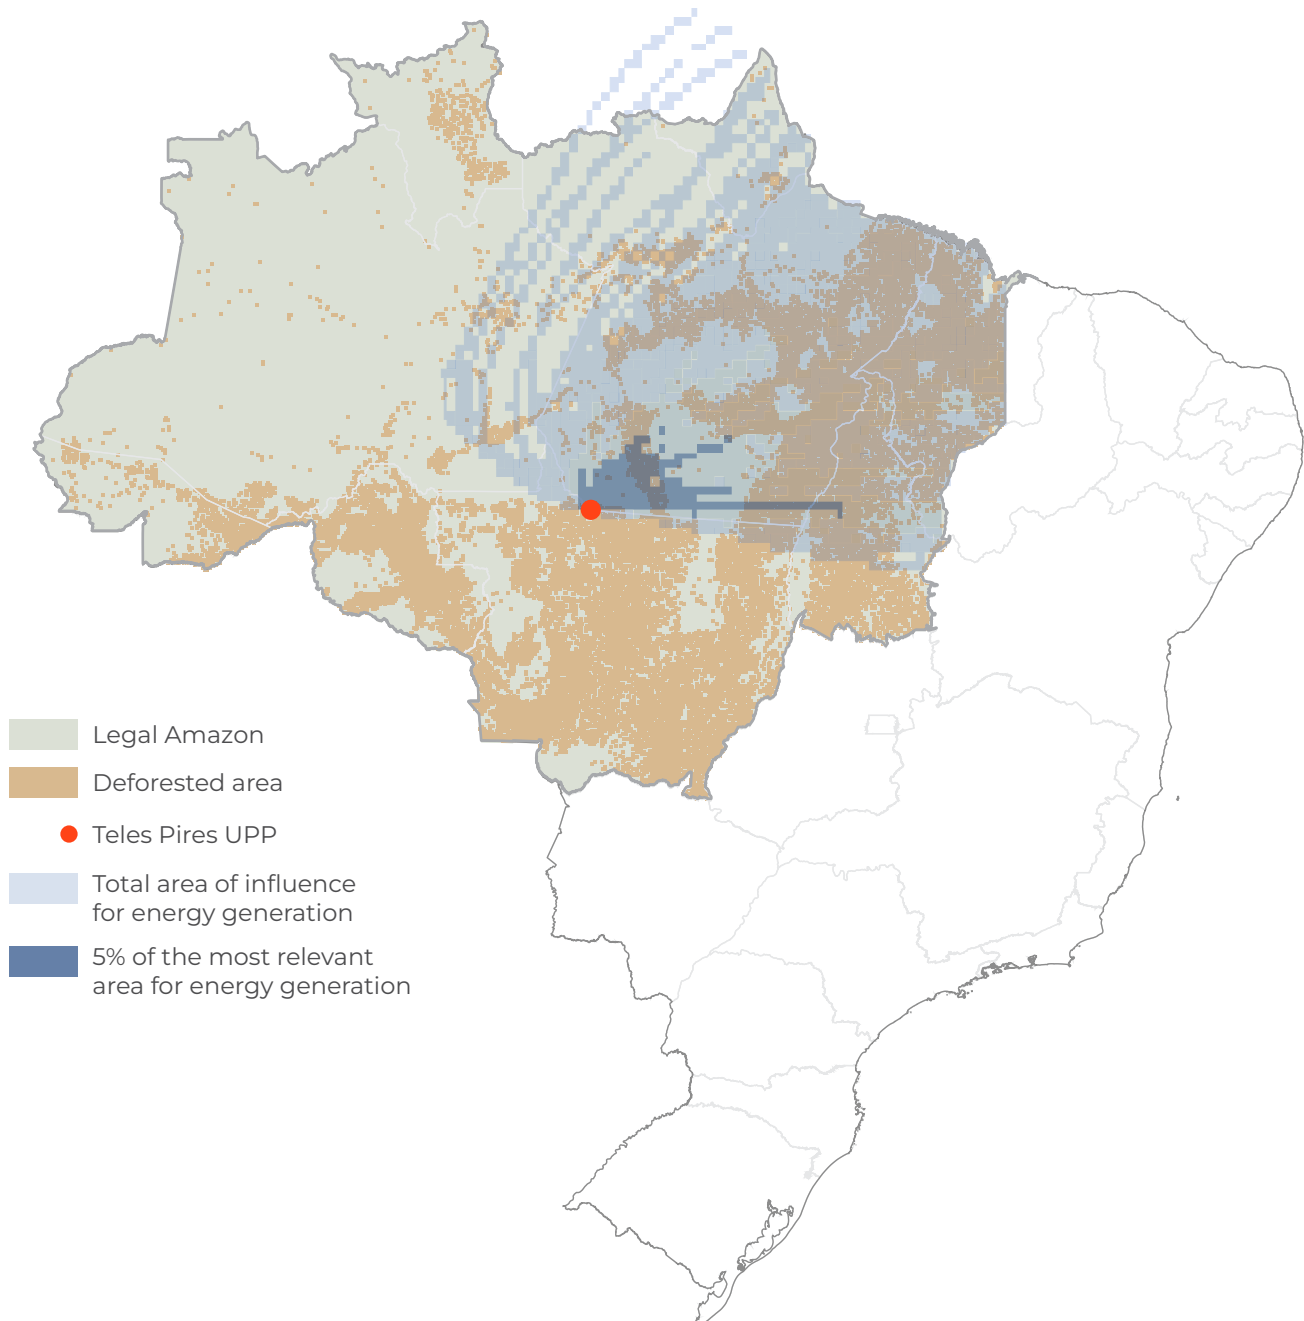 Legal Amazon
Deforested area
Teles Pires UPP
Total area of influence
for energy generation
5% of the most relevant
area for energy generation